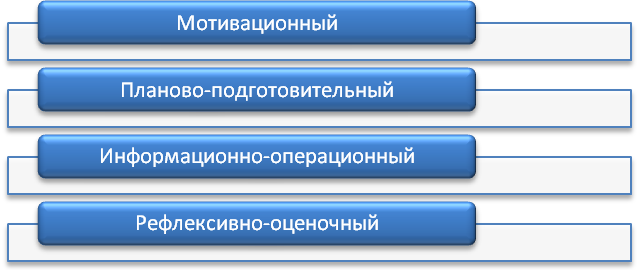 Мотивационный
Планово-подготовительный
Информационно-операционный
Рефлексивно-оценочный